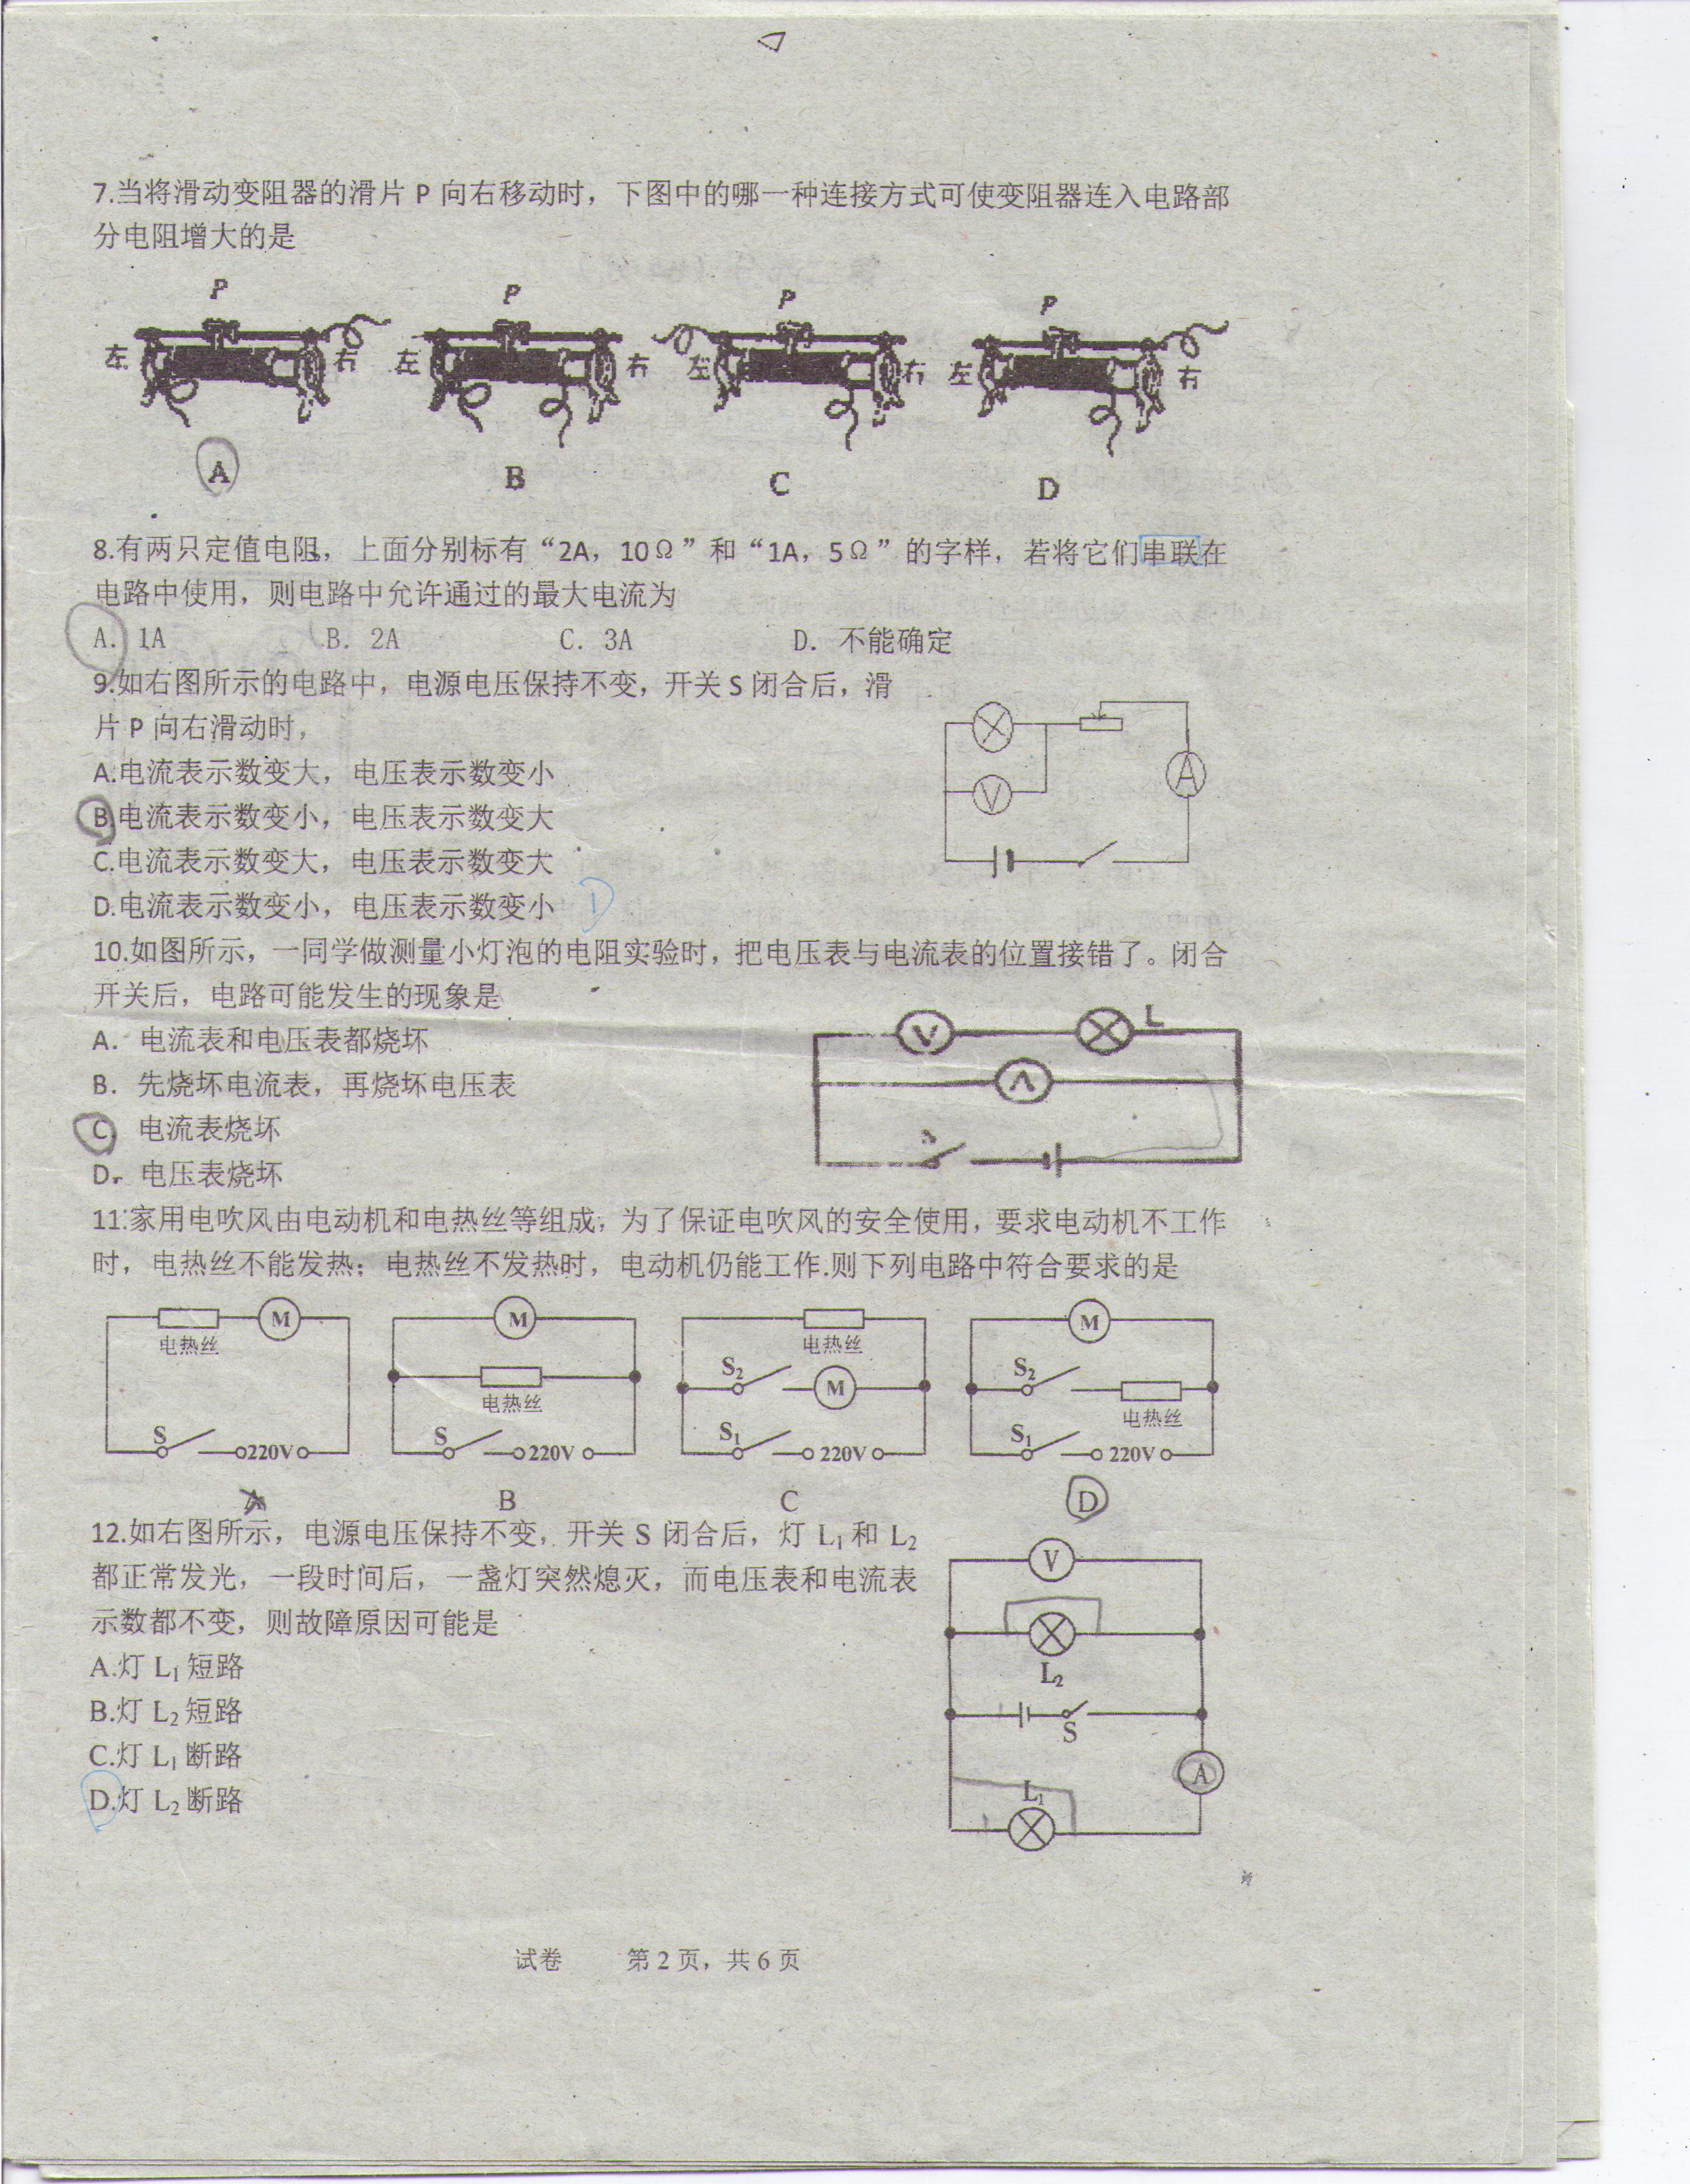 7.当将滑动变阻器的滑片 P 向右移动时，下图中的哪一种连接方式可使变阻器连入电路部
分电阻增大的是
P P P P
左 右 左 右 左 右 左 右
A B C D
8.有两只定值电阻，上面分别标有“2A，10Ω”和“1A，5Ω”的字样，若将它们串联在
电路中使用，则电路中允许通过的最大电流为
A. 1A B. 2A C. 3A D. 不能确定
9.如右图所示的电路中，电源电压保持不变，开关 S 闭合后，滑
片 P 向右滑动时，
A.电流表示数变大，电压表示数变小
B.电流表示数变小，电压表示数变大
C.电流表示数变大，电压表示数变大
D.电流表示数变小，电压表示数变小 D
V
A
10.如图所示，一同学做测量小灯泡的电阻实验时，把电压表与电流表的位置接错了。闭合
开关后，电路可能发生的现象是
A. 电流表和电压表都烧坏
B. 先烧坏电流表，再烧坏电压表
C. 电流表烧坏
D. 电压表烧坏
V L
A
11.家用电吹风由电动机和电热丝等组成，为了保证电吹风的安全使用，要求电动机不工作
时，电热丝不能发热；电热丝不发热时，电动机仍能工作.则下列电路中符合要求的是
M
电热丝
S 220V
M
电热丝
S 220V
电热丝
S2 M
S1 220V
M
S2
电热丝
S1 220V
A B C D
12.如右图所示，电源电压保持不变，开关 S 闭合后，灯 L1 和 L2
都正常发光，一段时间后，一盏灯突然熄灭，而电压表和电流表
示数都不变，则故障原因可能是
A.灯 L1 短路
B.灯 L2 短路
C.灯 L1 断路
D.灯 L2 断路
V
L2
S
A
L1
试卷 第 2 页，共 6 页